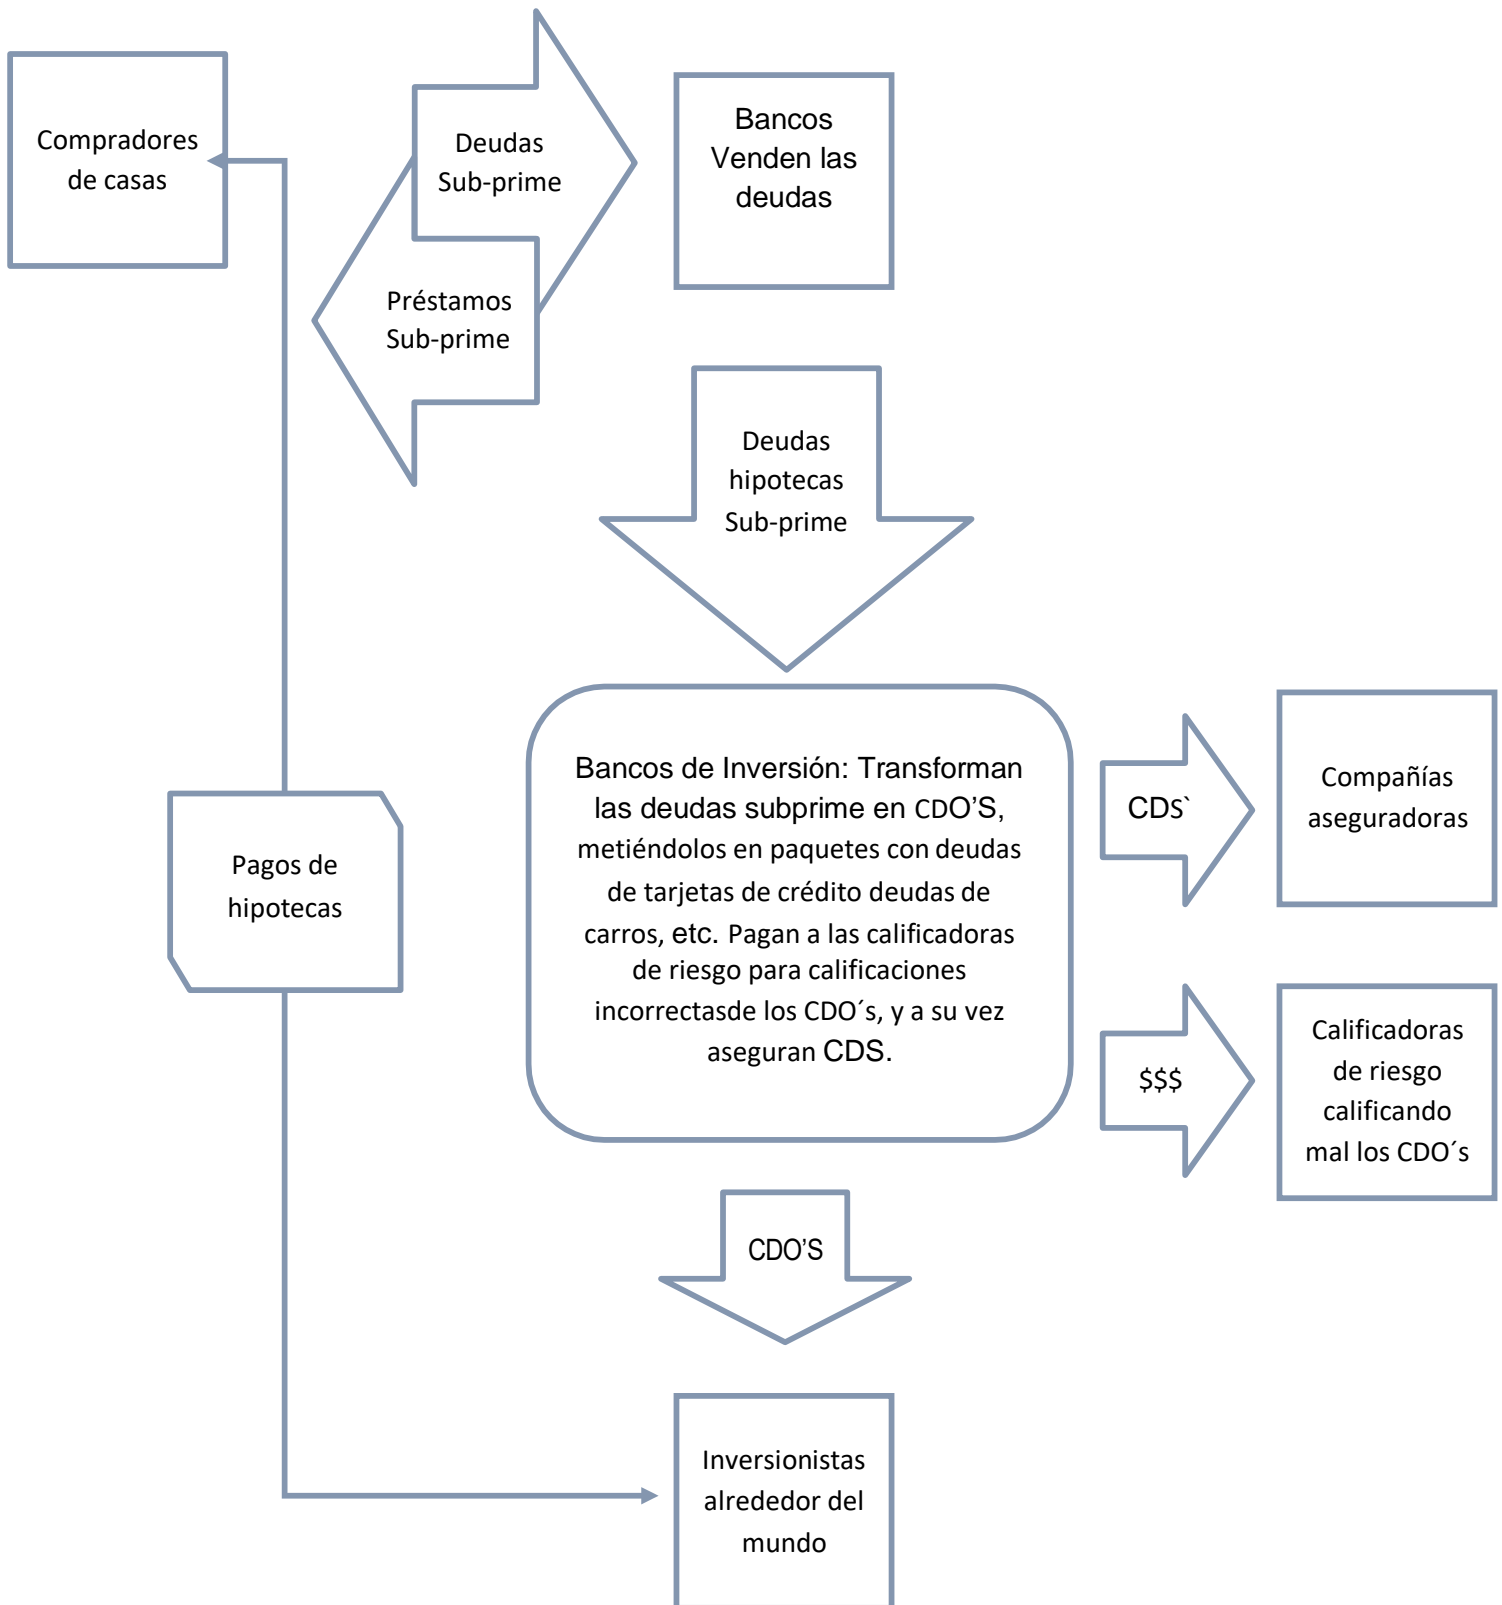 Compradores
de casas
Deudas
Sub-prime
Bancos
Venden las
deudas
Préstamos
Sub-prime
Deudas
hipotecas
Sub-prime
Bancos de Inversión: Transforman
las deudas subprime en CDO’S,
metiéndolos en paquetes con deudas
de tarjetas de crédito deudas de
carros, etc. Pagan a las calificadoras
de riesgo para calificaciones
incorrectasde los CDO´s, y a su vez
aseguran CDS.
CDS`
Compañías
aseguradoras
Pagos de
hipotecas
$$$
Calificadoras
de riesgo
calificando
mal los CDO´s
CDO’S
Inversionistas
alrededor del
mundo